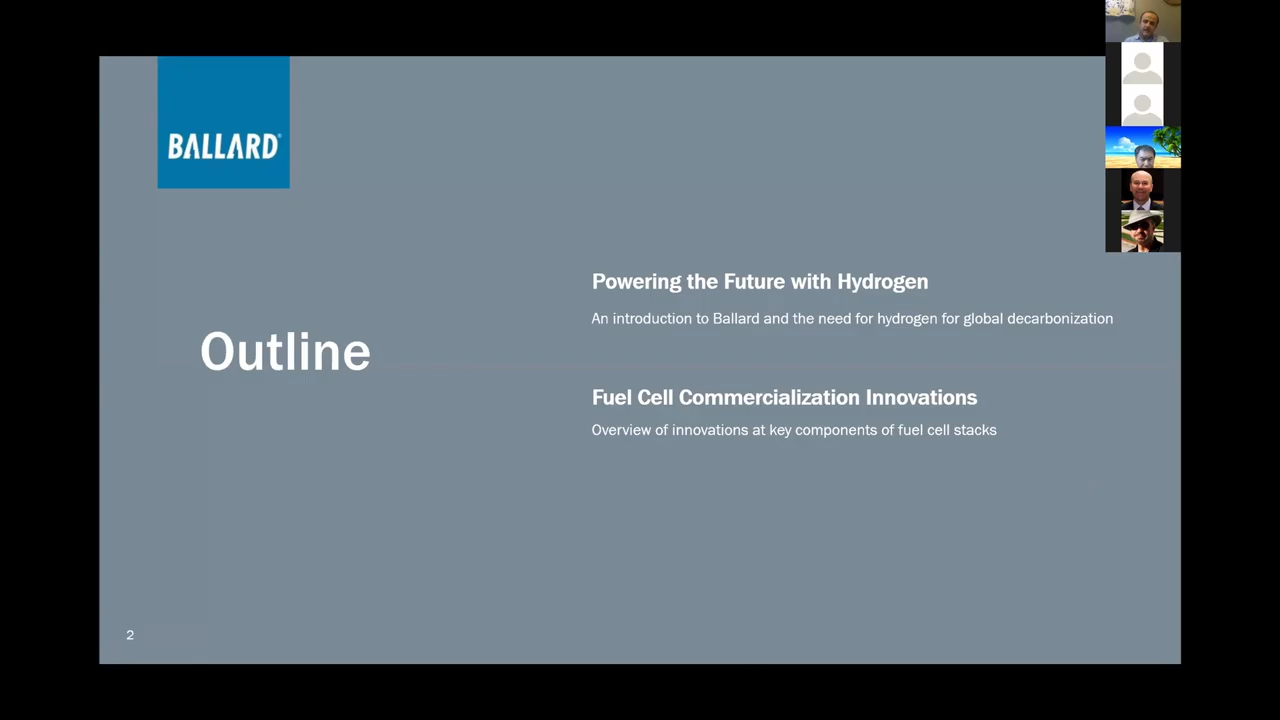 BALLARD®
Outline
Powering the Future with Hydrogen
An introduction to Ballard and the need for hydrogen for global decarbonization
Fuel Cell Commercialization Innovations
Overview of innovations at key components of fuel cell stacks
2